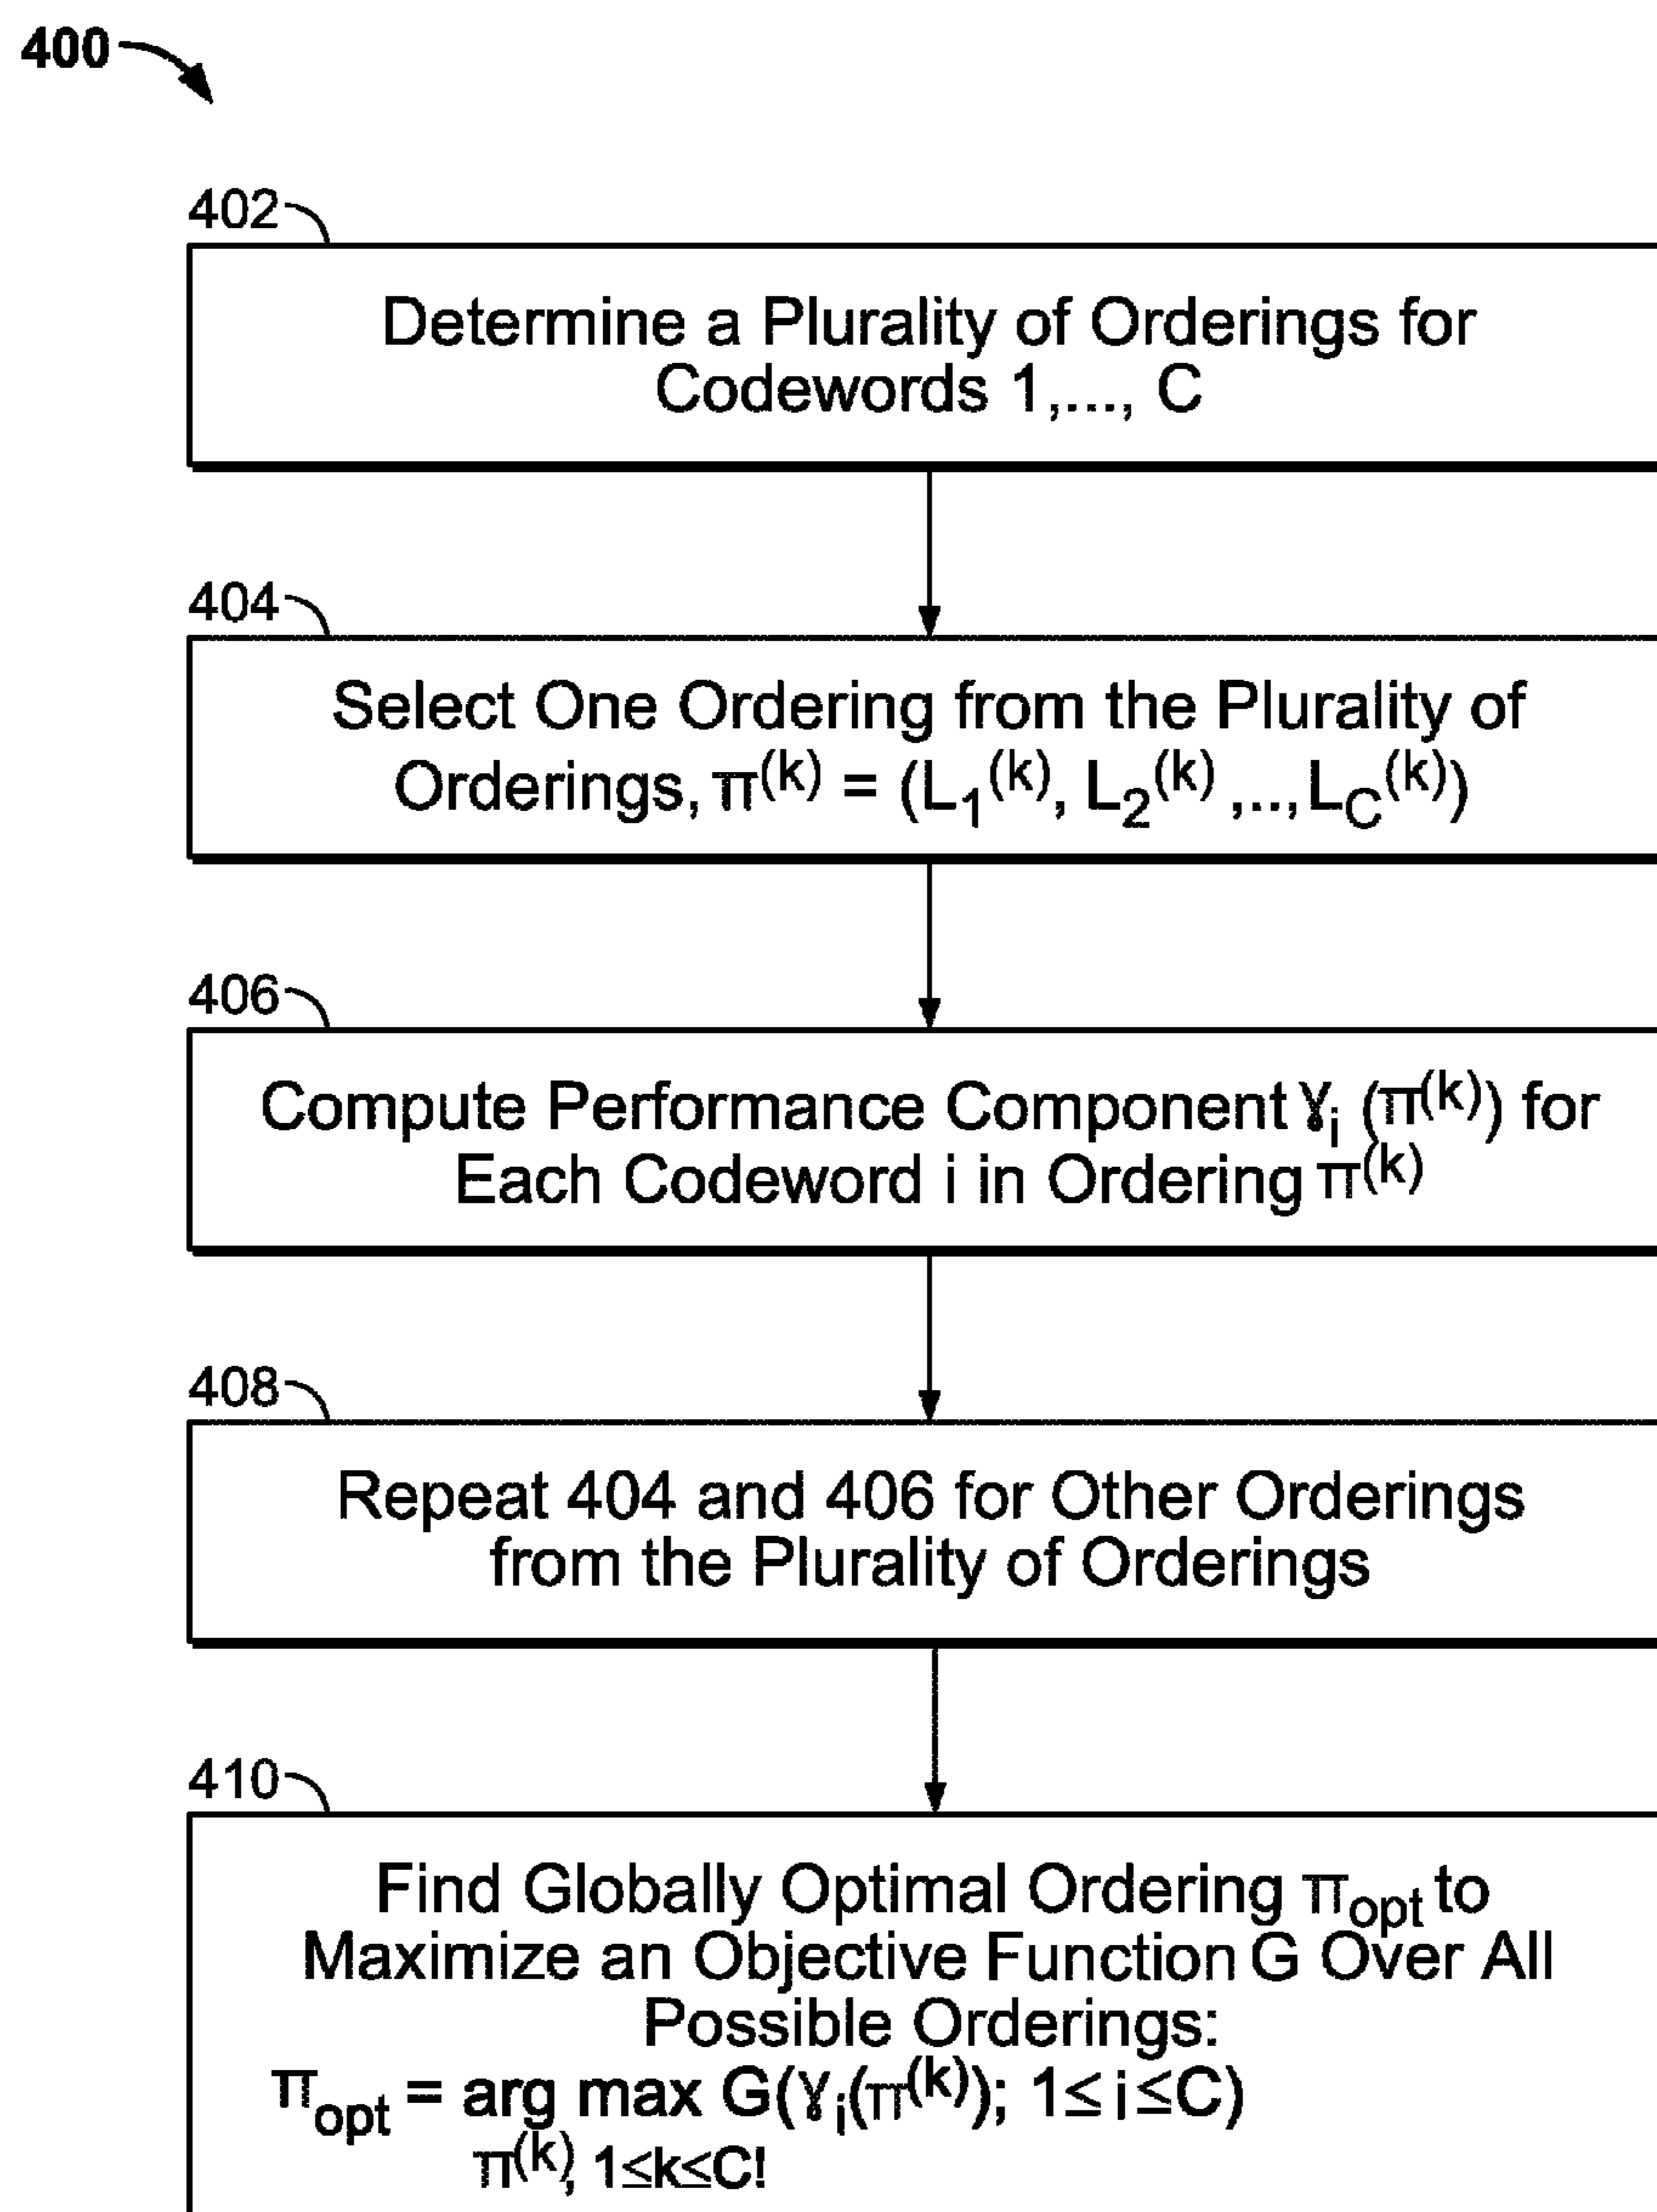 400
402
Determine a Plurality of Orderings for
Codewords 1,..., C
404
Select One Ordering from the Plurality of
Orderings, π^(k) = (L₁^(k), L₂^(k) ,..,L_C^(k))
406
Compute Performance Component γᵢ (π^(k)) for
Each Codeword i in Ordering π^(k)
408
Repeat 404 and 406 for Other Orderings
from the Plurality of Orderings
410
Find Globally Optimal Ordering π_opt to
Maximize an Objective Function G Over All
Possible Orderings:
π_opt = arg max G(γᵢ(π^(k)); 1≤ i ≤C)
π^(k), 1≤k≤C!